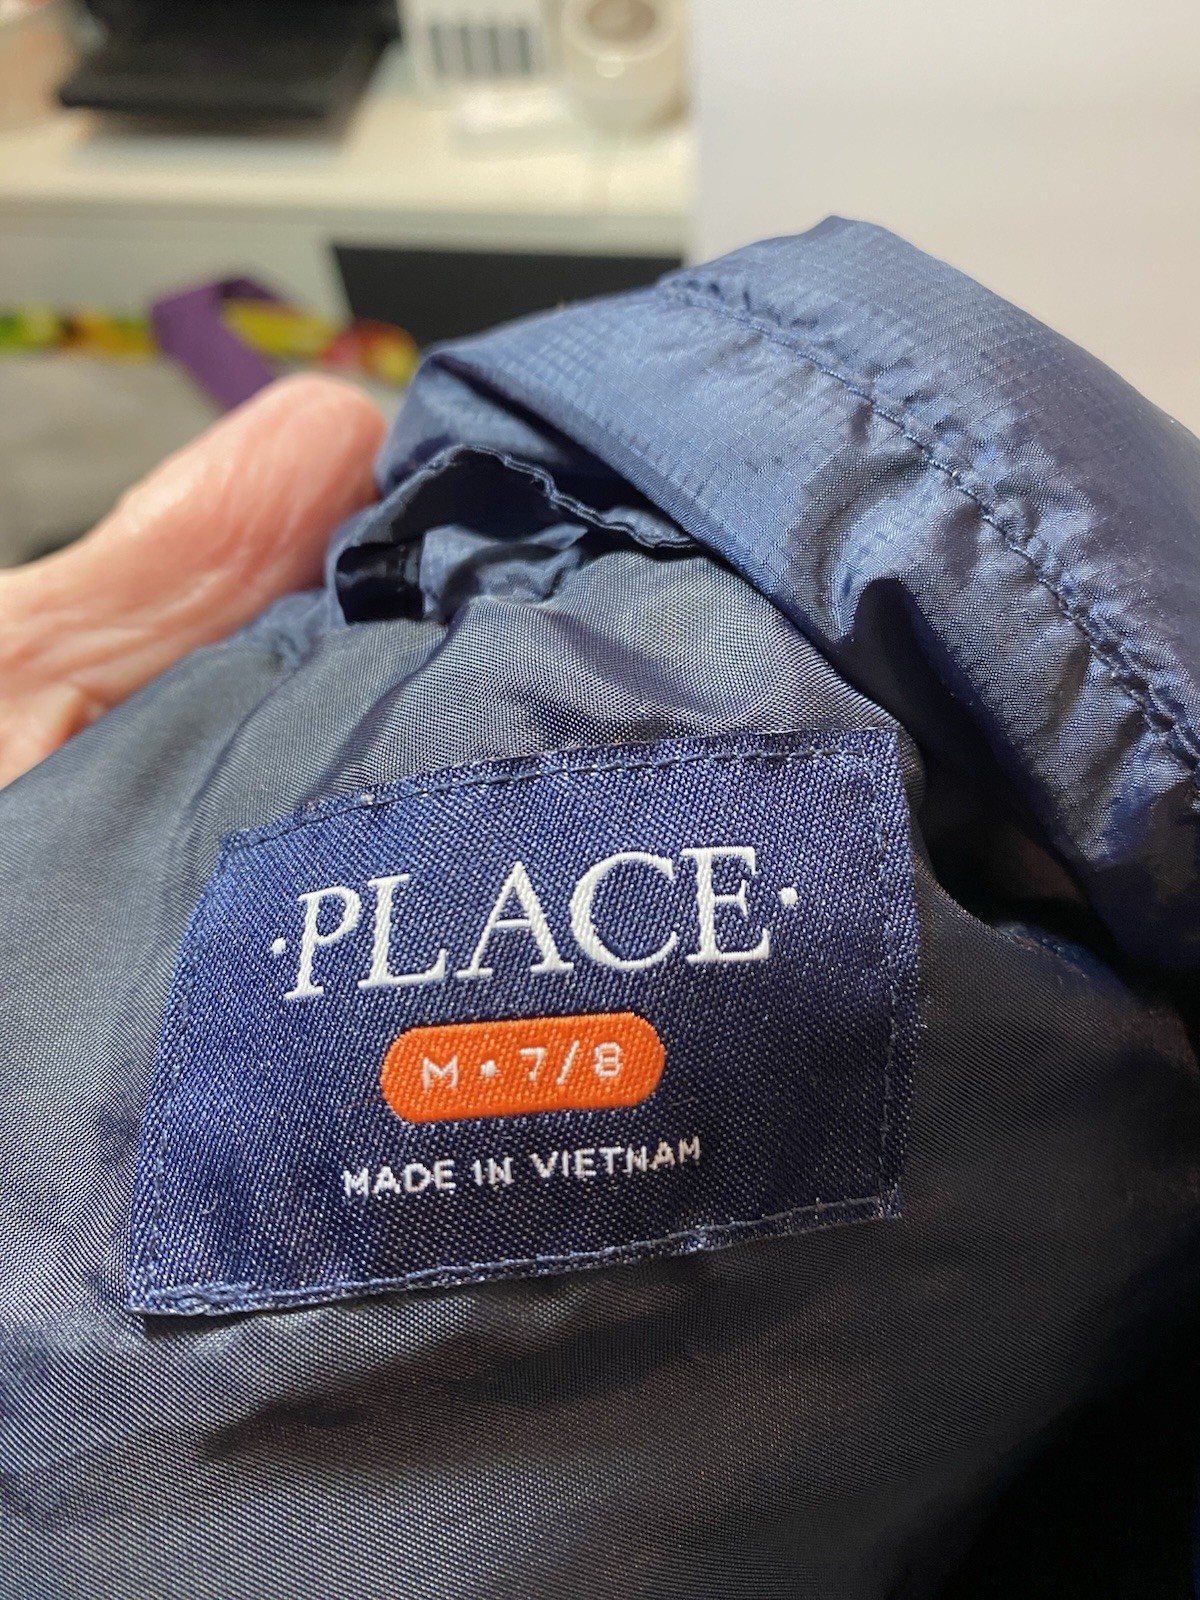 ·PLACE·
M • 7/8
MADE IN VIETNAM